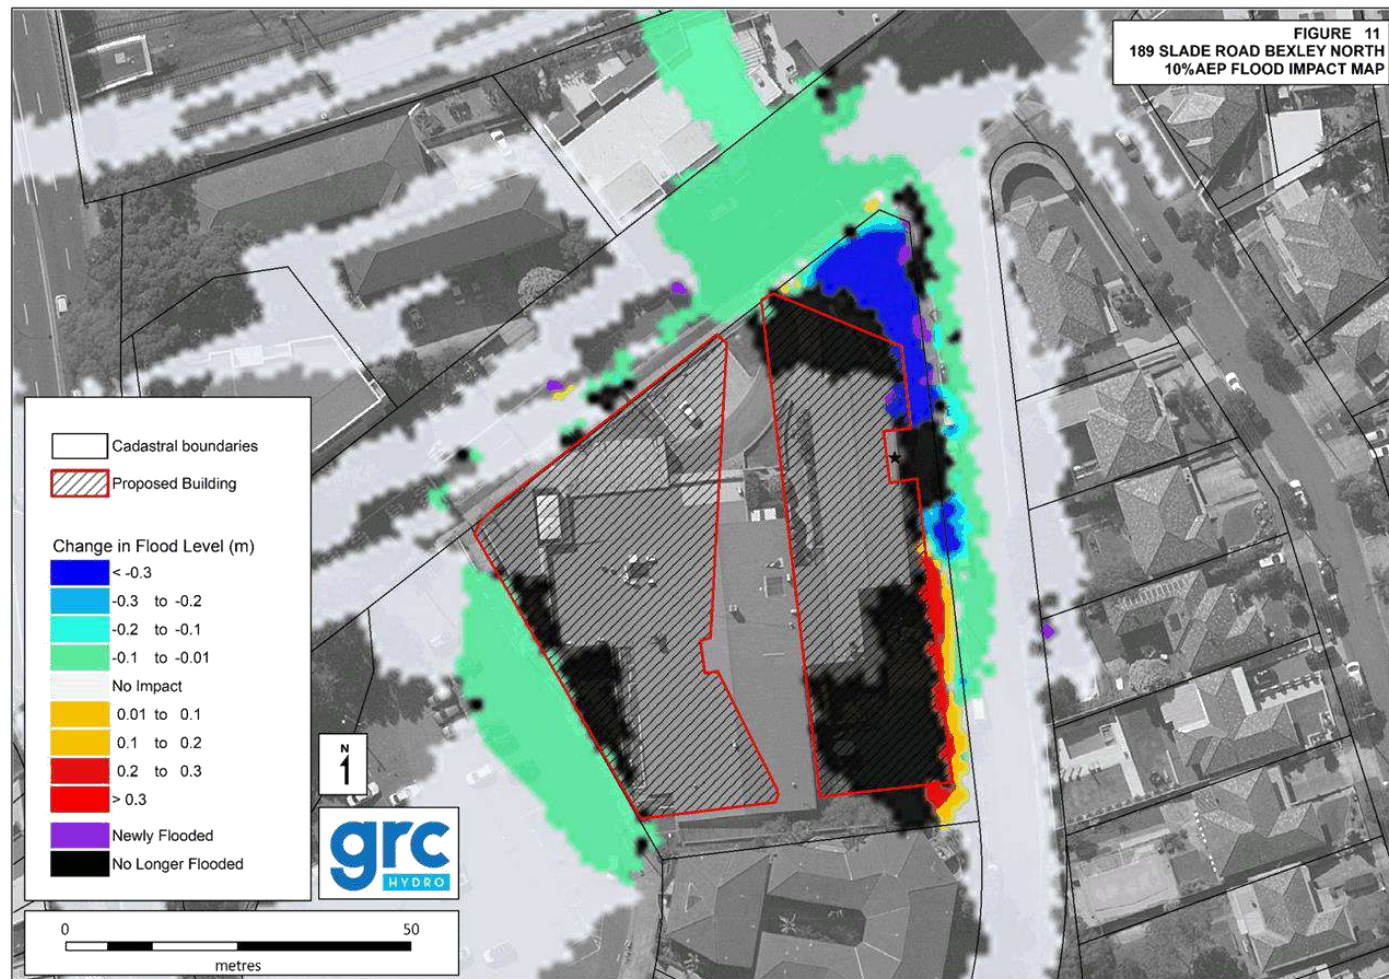 FIGURE 11
189 SLADE ROAD BEXLEY NORTH
10%AEP FLOOD IMPACT MAP
Cadastral boundaries
Proposed Building
Change in Flood Level (m)
< -0.3
-0.3 to -0.2
-0.2 to -0.1
-0.1 to -0.01
No Impact
0.01 to 0.1
0.1 to 0.2
0.2 to 0.3
> 0.3
Newly Flooded
No Longer Flooded
N
grc
HYDRO
0 50
metres